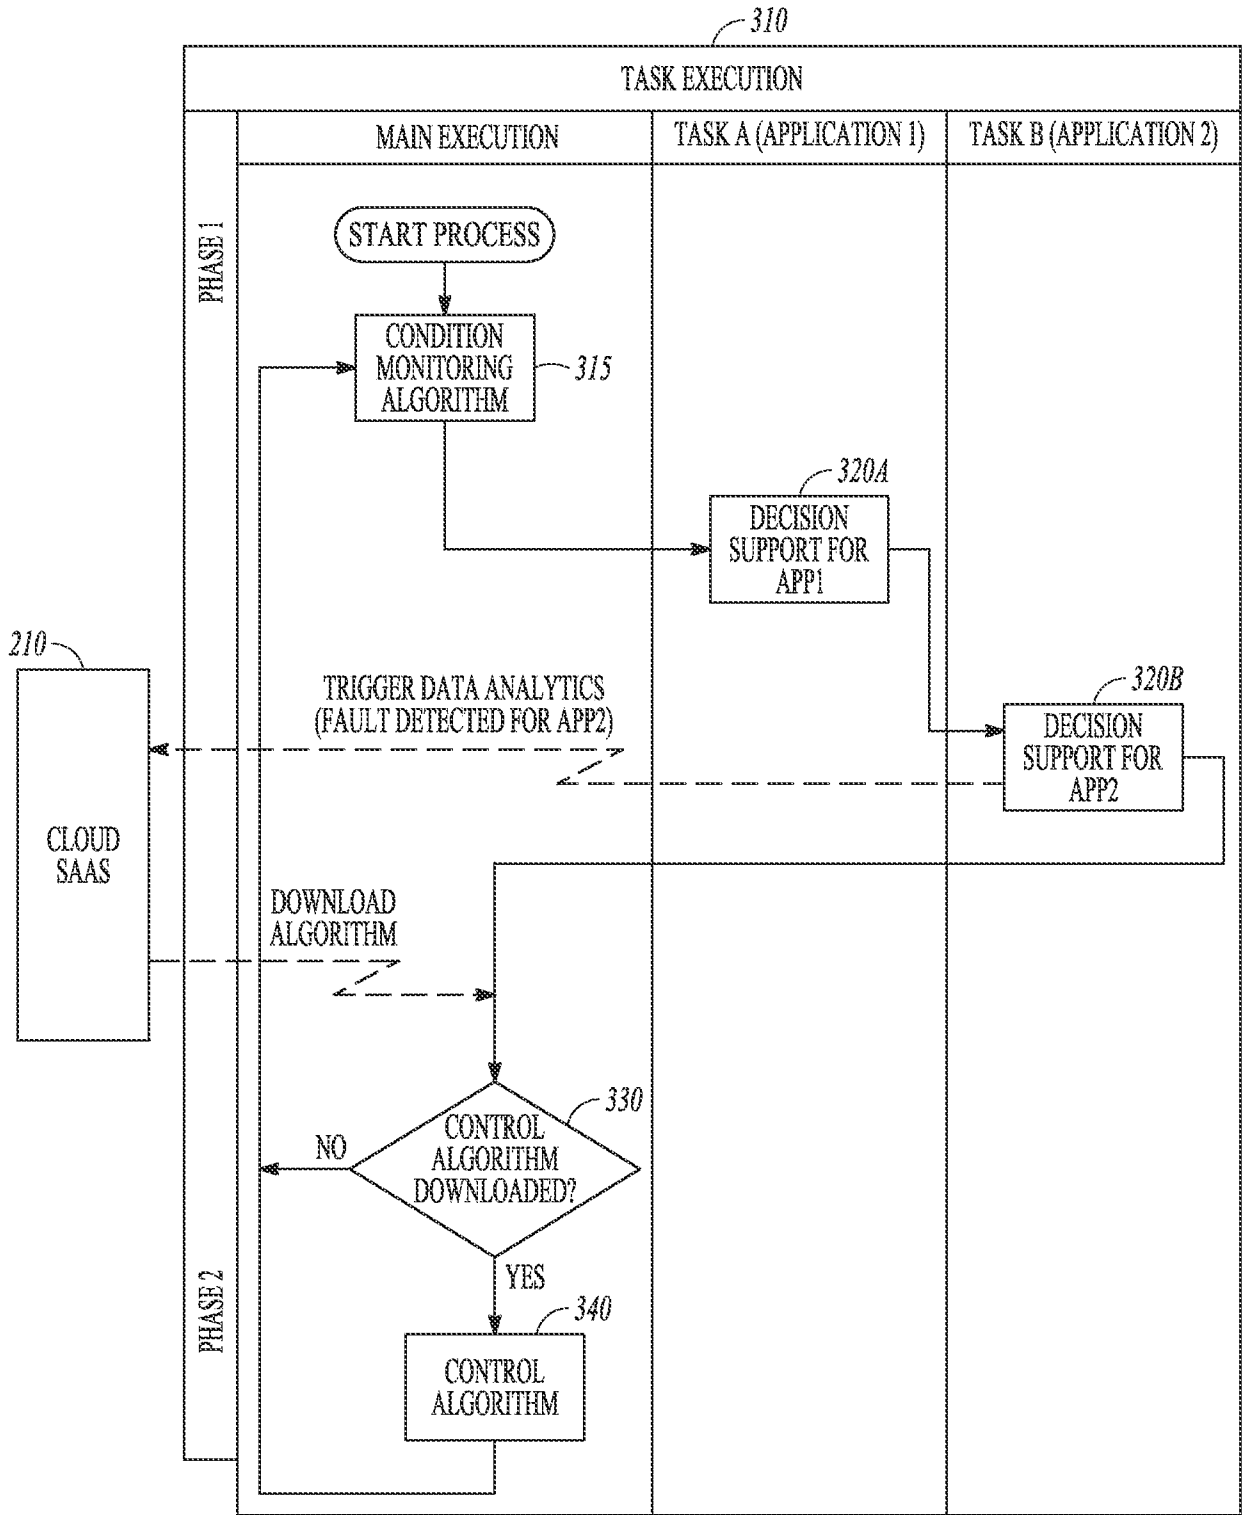 310
TASK EXECUTION
MAIN EXECUTION
TASK A (APPLICATION 1)
TASK B (APPLICATION 2)
PHASE 1
START PROCESS
CONDITION
MONITORING
ALGORITHM
315
320A
DECISION
SUPPORT FOR
APP1
210
CLOUD
SAAS
TRIGGER DATA ANALYTICS
(FAULT DETECTED FOR APP2)
320B
DECISION
SUPPORT FOR
APP2
DOWNLOAD
ALGORITHM
330
CONTROL
ALGORITHM
DOWNLOADED?
NO
YES
PHASE 2
340
CONTROL
ALGORITHM